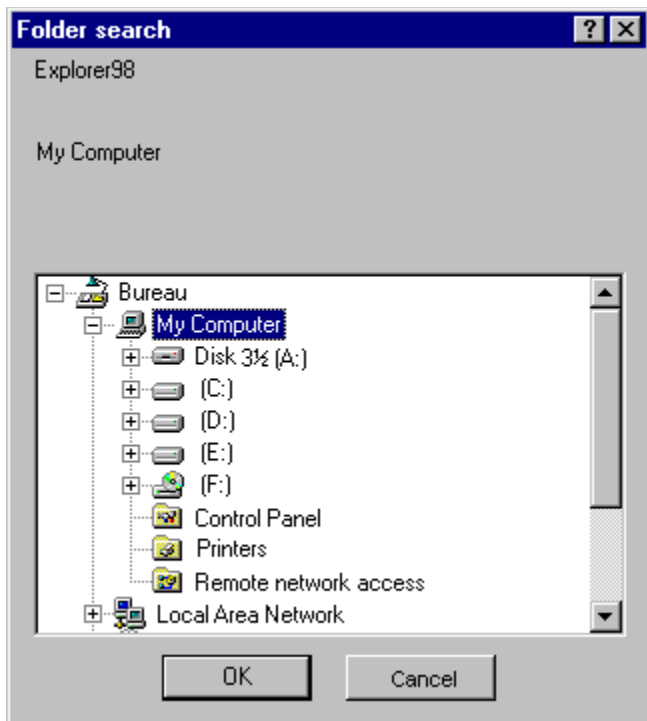 Folder search
Explorer98
My Computer
Bureau
My Computer
Disk 3½ (A:)
(C:)
(D:)
(E:)
(F:)
Control Panel
Printers
Remote network access
Local Area Network
OK Cancel